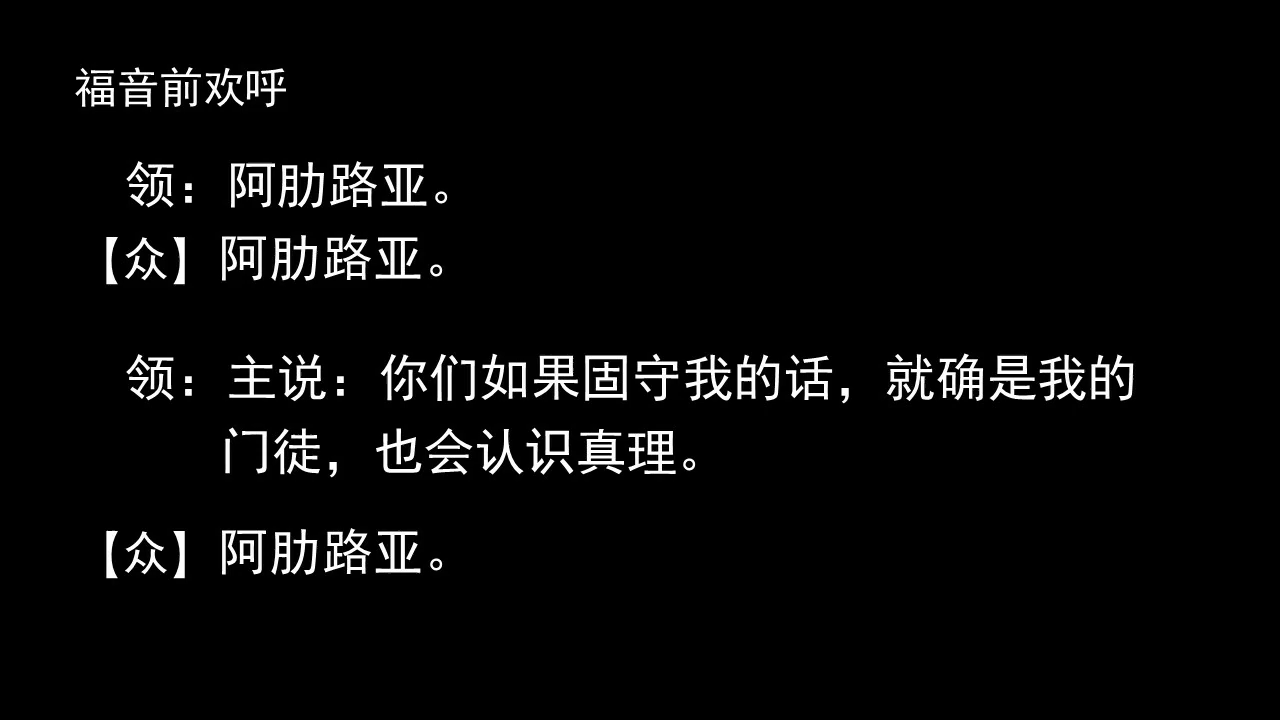 福音前欢呼
领：阿肋路亚。
【众】阿肋路亚。
领：主说：你们如果固守我的话，就确是我的
门徒，也会认识真理。
【众】阿肋路亚。